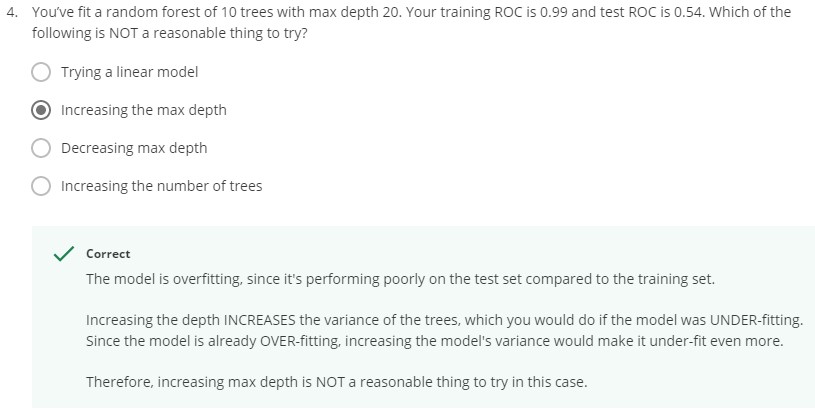 4. You've fit a random forest of 10 trees with max depth 20. Your training ROC is 0.99 and test ROC is 0.54. Which of the
following is NOT a reasonable thing to try?
Trying a linear model
Increasing the max depth
Decreasing max depth
Increasing the number of trees
Correct
The model is overfitting, since it's performing poorly on the test set compared to the training set.
Increasing the depth INCREASES the variance of the trees, which you would do if the model was UNDER-fitting.
Since the model is already OVER-fitting, increasing the model's variance would make it under-fit even more.
Therefore, increasing max depth is NOT a reasonable thing to try in this case.